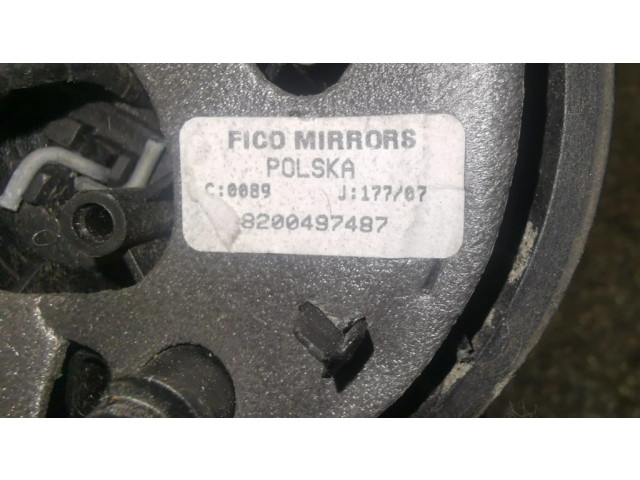 FICO MIRRORS
POLSKA
C:0089 J:177/07
8200497487